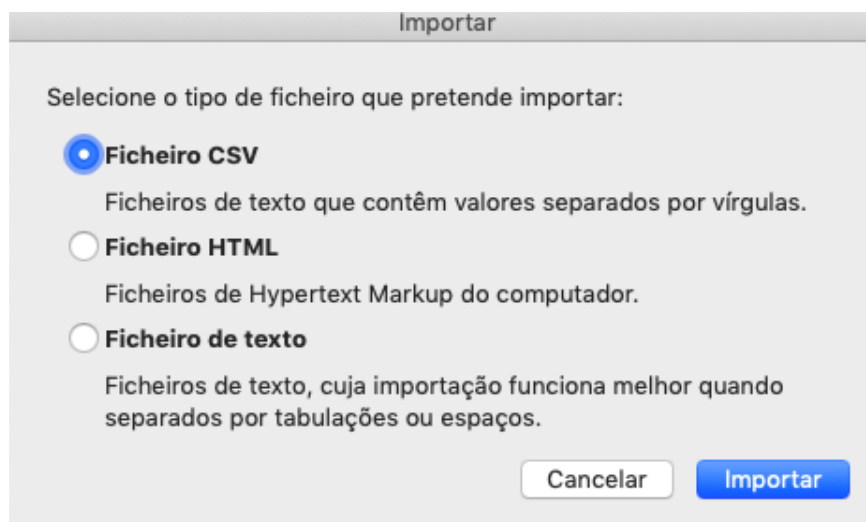 Importar
Selecione o tipo de ficheiro que pretende importar:
Ficheiro CSV
Ficheiros de texto que contêm valores separados por vírgulas.
Ficheiro HTML
Ficheiros de Hypertext Markup do computador.
Ficheiro de texto
Ficheiros de texto, cuja importação funciona melhor quando
separados por tabulações ou espaços.
Cancelar Importar